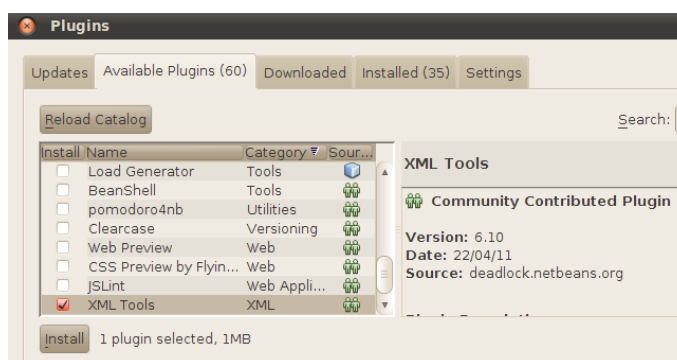 Plugins
Updates Available Plugins (60) Downloaded Installed (35) Settings
Reload Catalog Search:
Install Name Category Sour...
Load Generator Tools
BeanShell Tools
pomodoro4nb Utilities
Clearcase Versioning
Web Preview Web
CSS Preview by Flyin... Web
JSLint Web Appli...
XML Tools XML
XML Tools
Community Contributed Plugin
Version: 6.10
Date: 22/04/11
Source: deadlock.netbeans.org
Install 1 plugin selected, 1MB